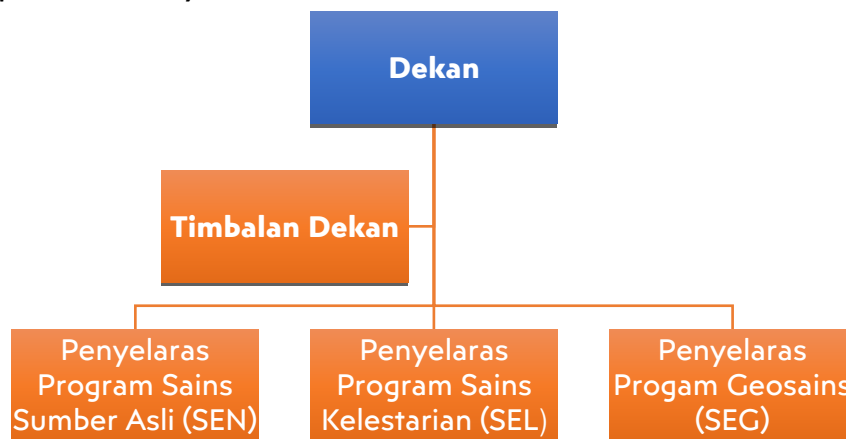 Dekan
Timbalan Dekan
Penyelaras
Program Sains
Sumber Asli (SEN)
Penyelaras
Program Sains
Kelestarian (SEL)
Penyelaras
Progam Geosains
(SEG)